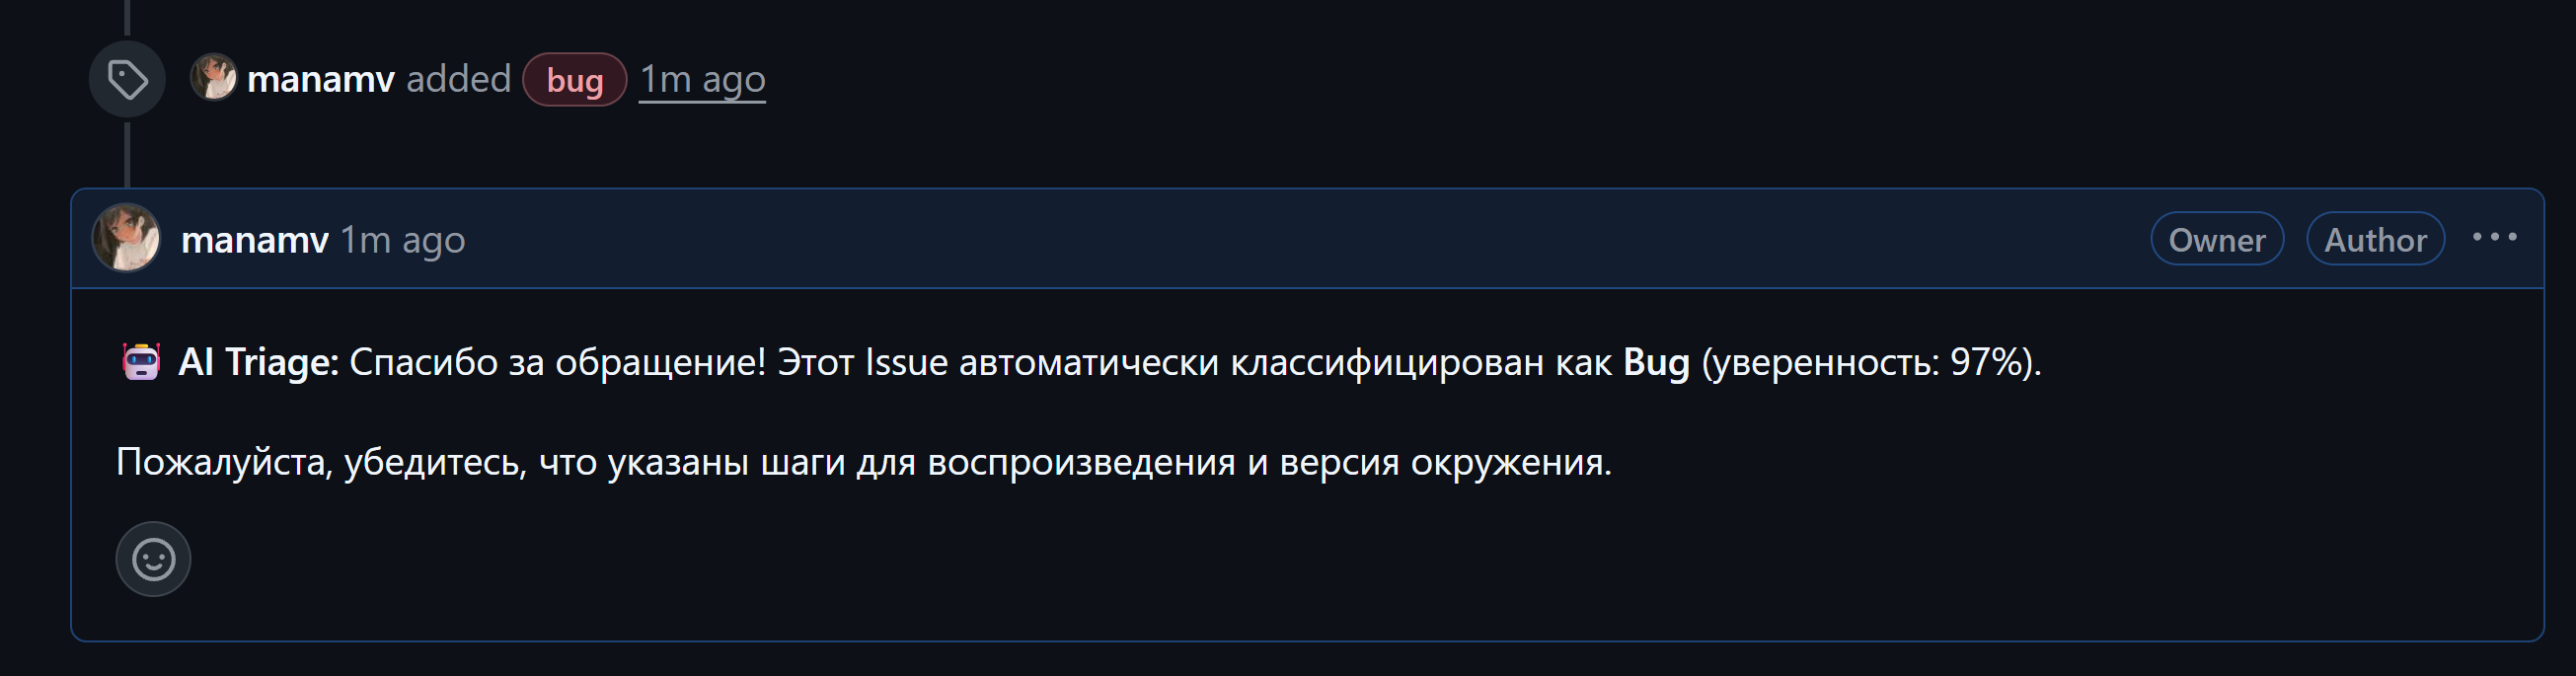 manamv added bug 1m ago
manamv 1m ago Owner Author
AI Triage: Спасибо за обращение! Этот Issue автоматически классифицирован как Bug (уверенность: 97%).
Пожалуйста, убедитесь, что указаны шаги для воспроизведения и версия окружения.